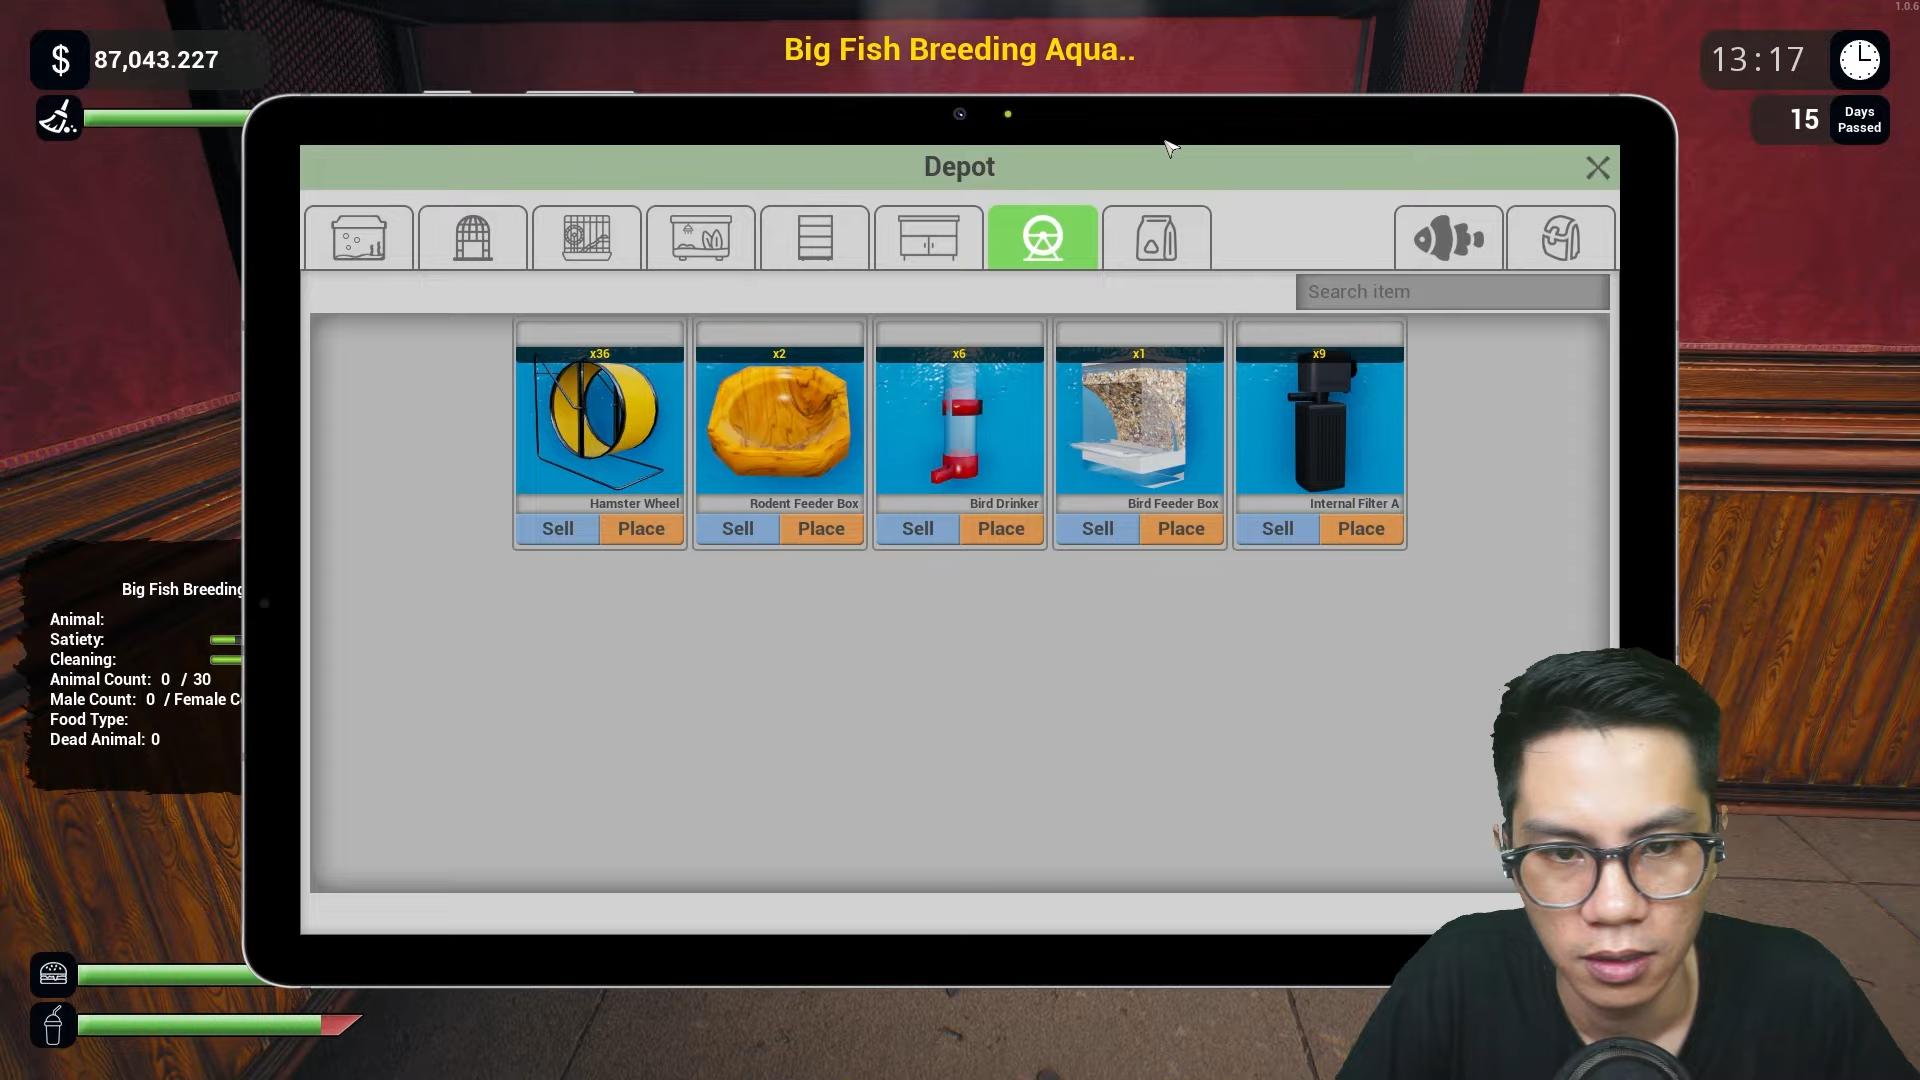 1.0.6
$ 87,043.227
Big Fish Breeding Aqua..
13:17
15 Days Passed
Depot
Search item
x36
x2
x6
x1
x9
Hamster Wheel
Rodent Feeder Box
Bird Drinker
Bird Feeder Box
Internal Filter A
Sell Place
Sell Place
Sell Place
Sell Place
Sell Place
Big Fish Breeding
Animal:
Satiety:
Cleaning:
Animal Count: 0 / 30
Male Count: 0 / Female C
Food Type:
Dead Animal: 0